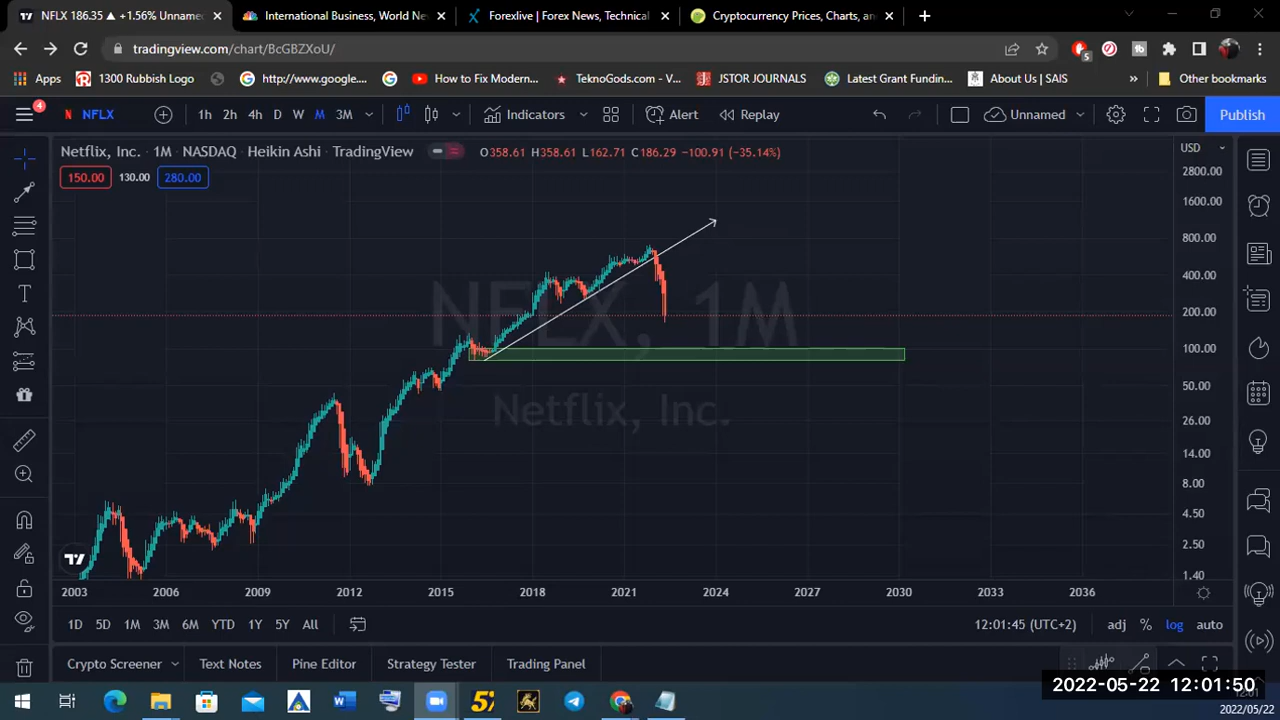 NFLX 186.35 ▲ +1.56% Unname
International Business, World Ne
Forexlive | Forex News, Technical
Cryptocurrency Prices, Charts, an
tradingview.com/chart/BcGBZXoU/
5
Apps
1300 Rubbish Logo
http://www.google...
How to Fix Modern...
TeknoGods.com - V...
JSTOR JOURNALS
Latest Grant Fundin...
About Us | SAIS
»
Other bookmarks
4
NFLX
1h 2h 4h D W M 3M
Indicators
Alert
Replay
Unnamed
Publish
Netflix, Inc. · 1M · NASDAQ · Heikin Ashi · TradingView
O358.61 H358.61 L162.71 C186.29 −100.91 (−35.14%)
USD
150.00 130.00 280.00
2800.00
1600.00
800.00
400.00
200.00
100.00
50.00
26.00
14.00
8.00
4.50
2.50
1.40
NFLX, 1M
Netflix, Inc.
2003 2006 2009 2012 2015 2018 2021 2024 2027 2030 2033 2036
1D 5D 1M 3M 6M YTD 1Y 5Y All
12:01:45 (UTC+2) adj % log auto
Crypto Screener Text Notes Pine Editor Strategy Tester Trading Panel
2022-05-22 12:01:50
2022/05/22